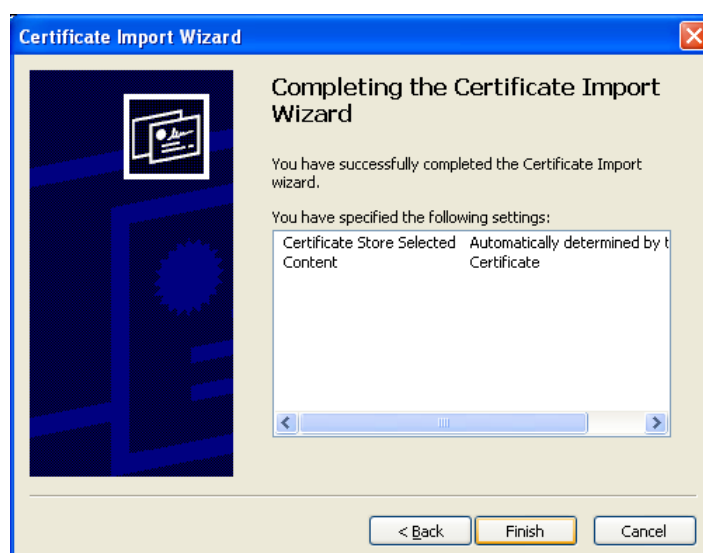 Certificate Import Wizard
Completing the Certificate Import
Wizard
You have successfully completed the Certificate Import
wizard.
You have specified the following settings:
Certificate Store Selected Automatically determined by t
Content Certificate
< Back Finish Cancel